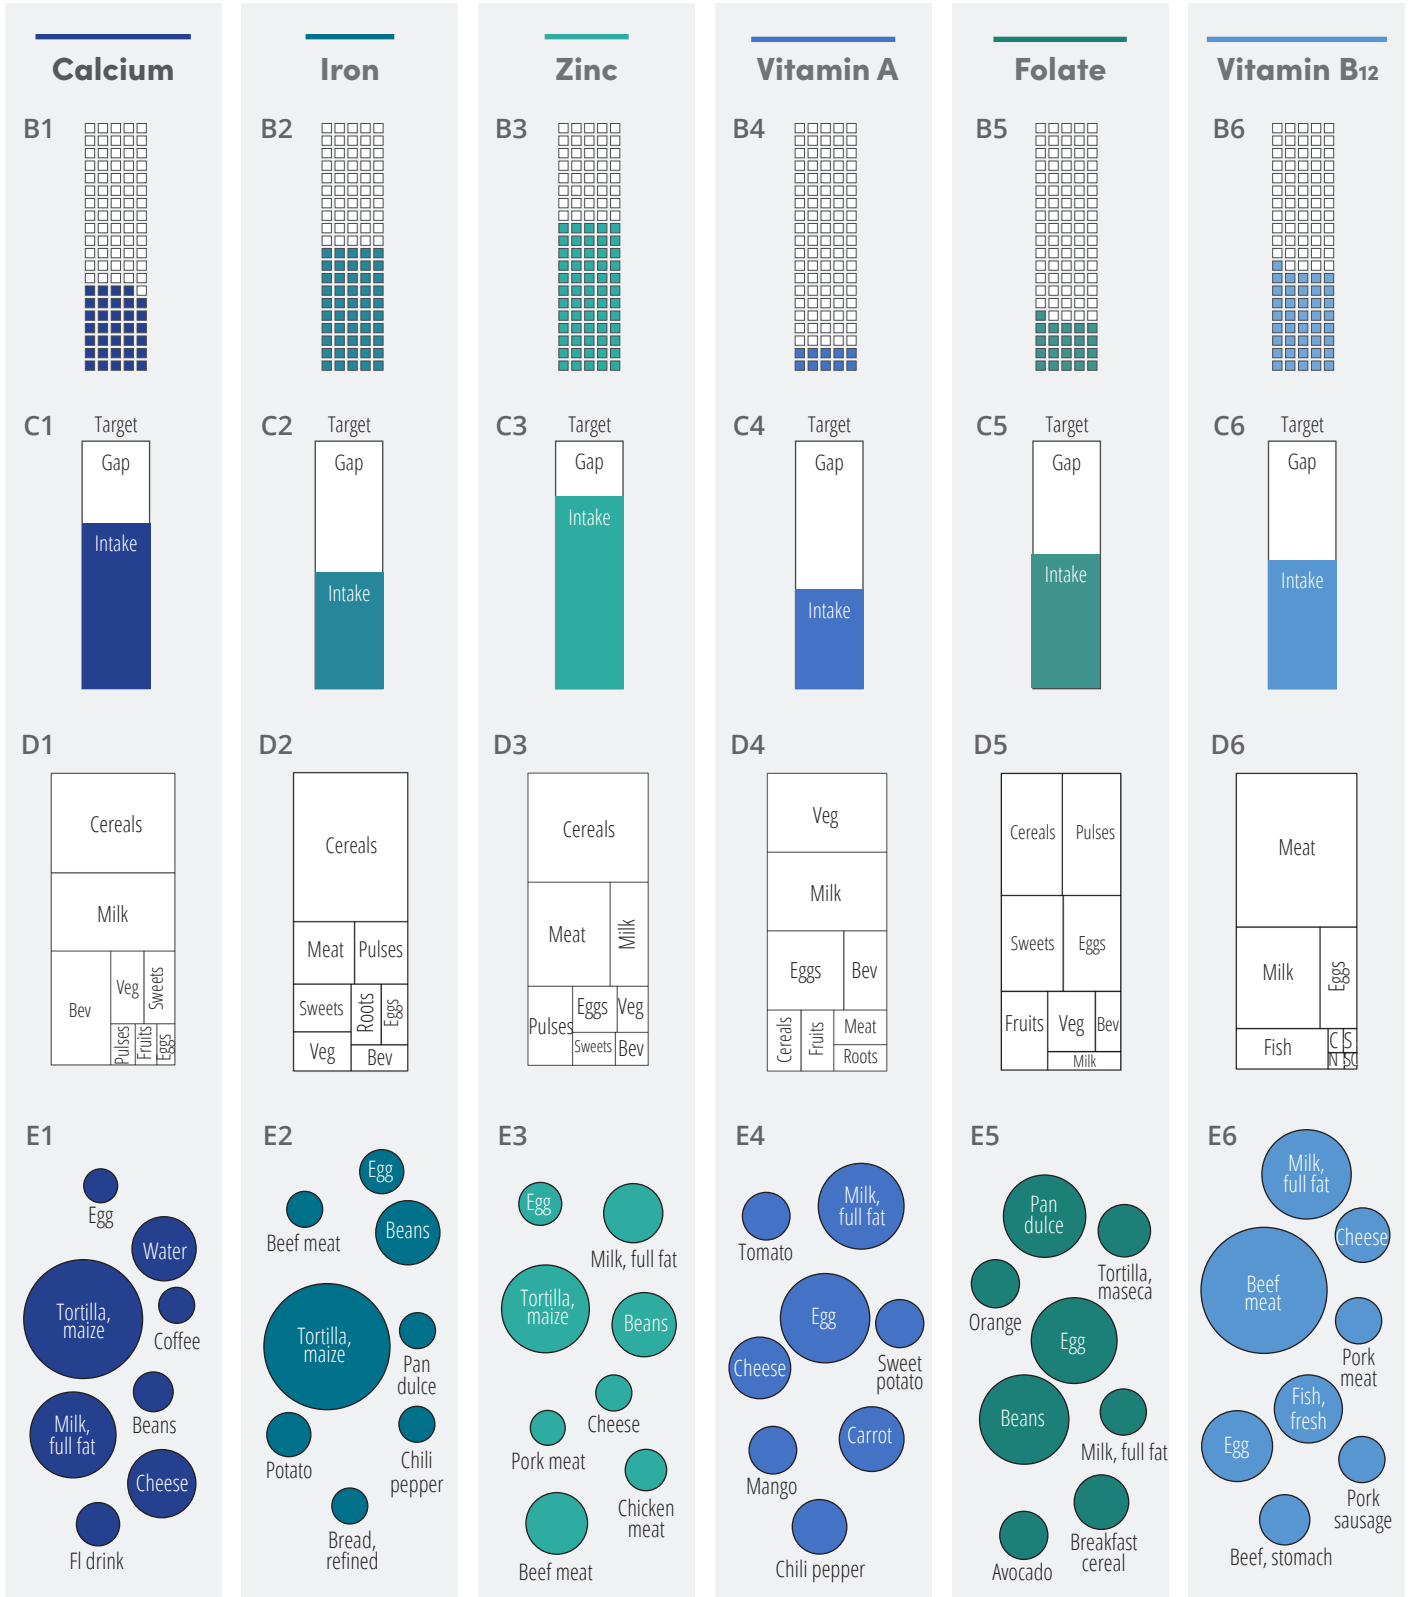 Calcium
B1
C1
Target
Gap
Intake
D1
Cereals
Milk
Bev
Veg
Sweets
Pulses
Fruits
Eggs
E1
Egg
Water
Tortilla,
maize
Coffee
Beans
Milk,
full fat
Cheese
Fl drink
Iron
B2
C2
Target
Gap
Intake
D2
Cereals
Meat
Pulses
Sweets
Roots
Eggs
Veg
Bev
E2
Egg
Beef meat
Beans
Tortilla,
maize
Pan
dulce
Potato
Chili
pepper
Bread,
refined
Zinc
B3
C3
Target
Gap
Intake
D3
Cereals
Meat
Milk
Pulses
Eggs
Veg
Sweets
Bev
E3
Egg
Milk, full fat
Tortilla,
maize
Beans
Cheese
Pork meat
Chicken
meat
Beef meat
Vitamin A
B4
C4
Target
Gap
Intake
D4
Veg
Milk
Eggs
Bev
Cereals
Fruits
Meat
Roots
E4
Milk,
full fat
Tomato
Egg
Sweet
potato
Cheese
Carrot
Mango
Chili pepper
Folate
B5
C5
Target
Gap
Intake
D5
Cereals
Pulses
Sweets
Eggs
Fruits
Veg
Bev
Milk
E5
Pan
dulce
Tortilla,
maseca
Orange
Egg
Beans
Milk, full fat
Breakfast
cereal
Avocado
Vitamin B12
B6
C6
Target
Gap
Intake
D6
Meat
Milk
Eggs
Fish
C
S
N
SC
E6
Milk,
full fat
Cheese
Beef
meat
Pork
meat
Fish,
fresh
Egg
Pork
sausage
Beef, stomach